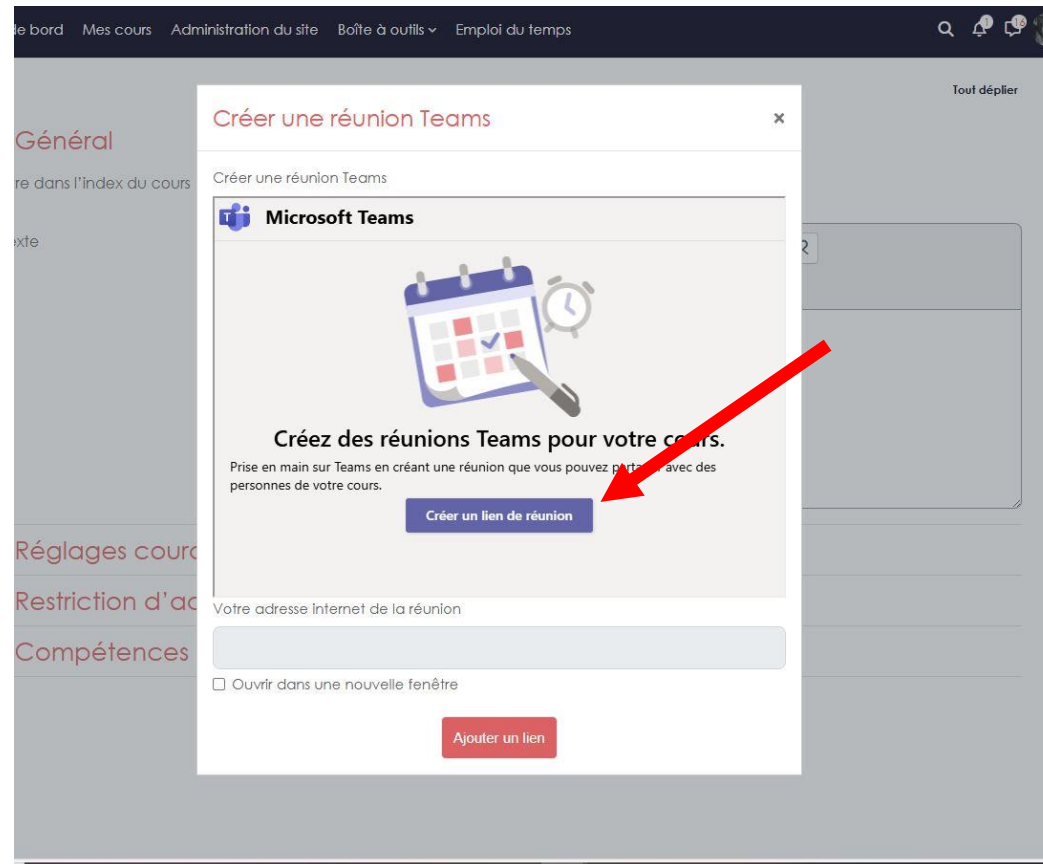 de bord Mes cours Administration du site Boîte à outils Emploi du temps
1 16
Tout déplier
Créer une réunion Teams ×
Général
re dans l'index du cours
Créer une réunion Teams
Microsoft Teams
exte
Créez des réunions Teams pour votre cours.
Prise en main sur Teams en créant une réunion que vous pouvez partager avec des
personnes de votre cours.
Créer un lien de réunion
Réglages cour
Restriction d'ac
Votre adresse internet de la réunion
Compétences
Ouvrir dans une nouvelle fenêtre
Ajouter un lien